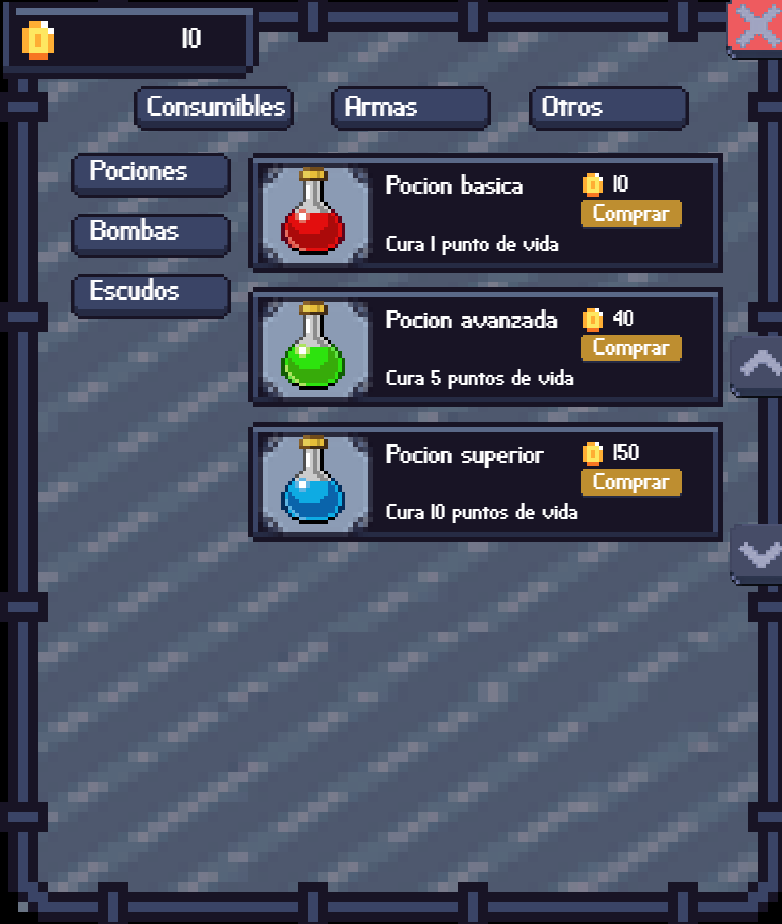 10
Consumibles
Armas
Otros
Pociones
Bombas
Escudos
Pocion basica
10
Comprar
Cura 1 punto de vida
Pocion avanzada
40
Comprar
Cura 5 puntos de vida
Pocion superior
150
Comprar
Cura 10 puntos de vida